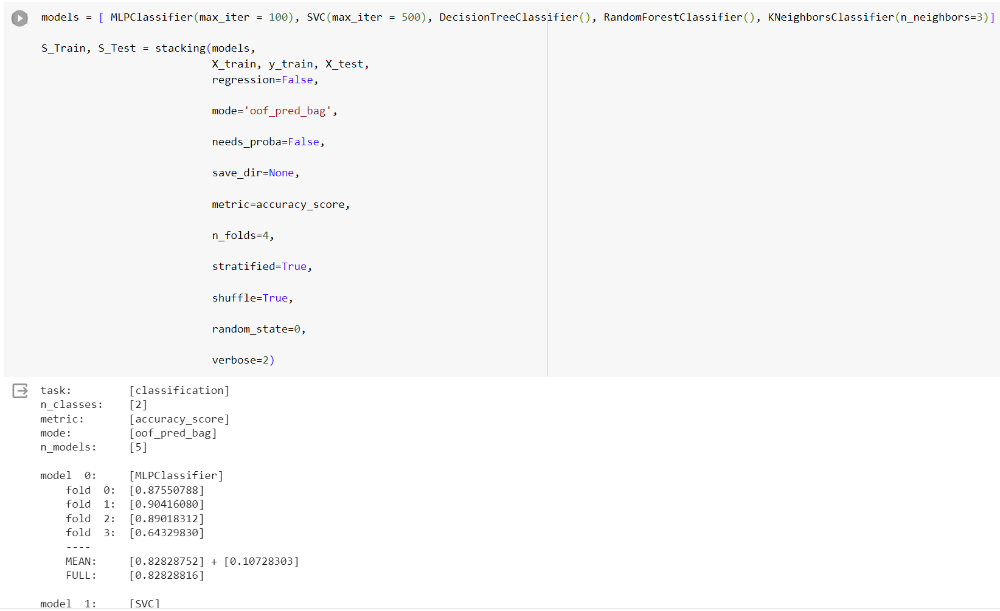 models = [ MLPClassifier(max_iter = 100), SVC(max_iter = 500), DecisionTreeClassifier(), RandomForestClassifier(), KNeighborsClassifier(n_neighbors=3)]
S_Train, S_Test = stacking(models,
X_train, y_train, X_test,
regression=False,
mode='oof_pred_bag',
needs_proba=False,
save_dir=None,
metric=accuracy_score,
n_folds=4,
stratified=True,
shuffle=True,
random_state=0,
verbose=2)
task: [classification]
n_classes: [2]
metric: [accuracy_score]
mode: [oof_pred_bag]
n_models: [5]
model 0: [MLPClassifier]
fold 0: [0.87550788]
fold 1: [0.90416080]
fold 2: [0.89018312]
fold 3: [0.64329830]
----
MEAN: [0.82828752] + [0.10728303]
FULL: [0.82828816]
model 1: [SVC]